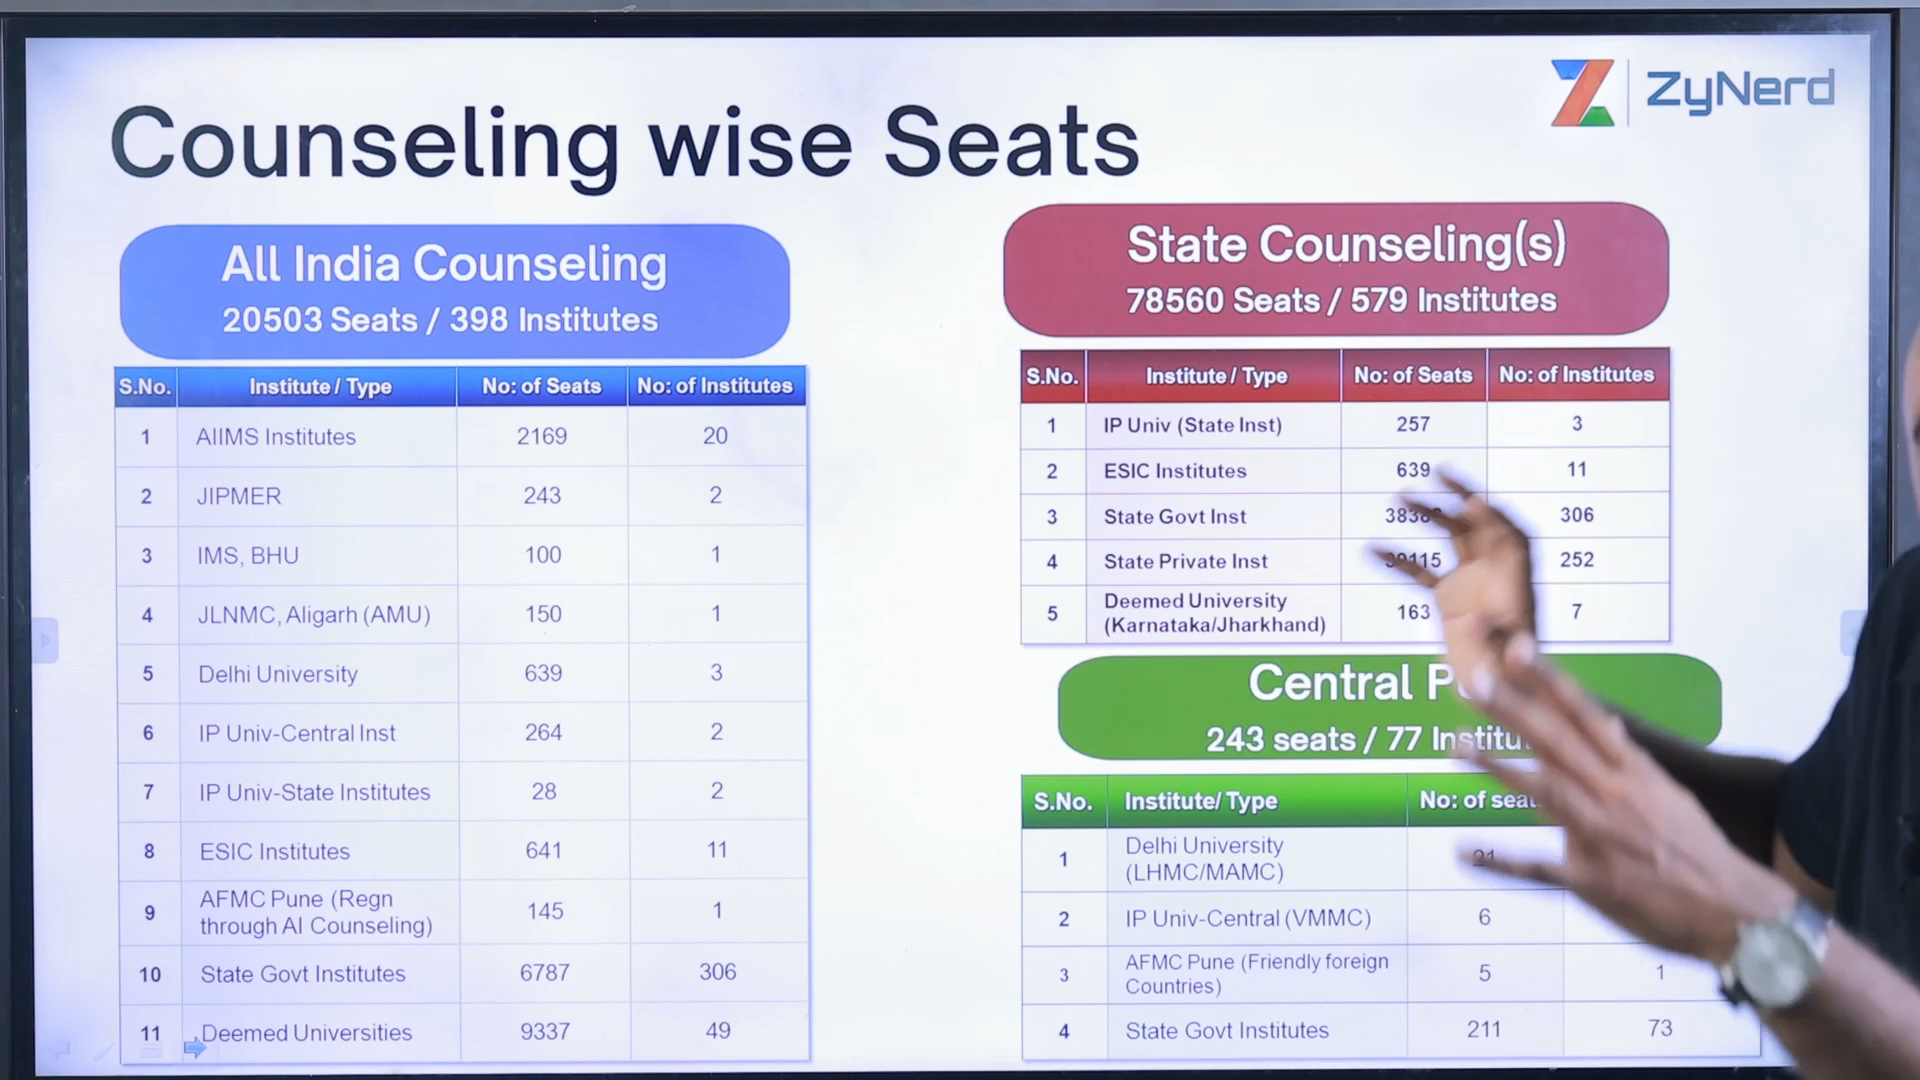 ZyNerd
Counseling wise Seats
All India Counseling
20503 Seats / 398 Institutes
S.No. Institute / Type No: of Seats No: of Institutes
1 AIIMS Institutes 2169 20
2 JIPMER 243 2
3 IMS, BHU 100 1
4 JLNMC, Aligarh (AMU) 150 1
5 Delhi University 639 3
6 IP Univ-Central Inst 264 2
7 IP Univ-State Institutes 28 2
8 ESIC Institutes 641 11
9 AFMC Pune (Regn
through AI Counseling) 145 1
10 State Govt Institutes 6787 306
11 Deemed Universities 9337 49
State Counseling(s)
78560 Seats / 579 Institutes
S.No. Institute / Type No: of Seats No: of Institutes
1 IP Univ (State Inst) 257 3
2 ESIC Institutes 639 11
3 State Govt Inst 306
4 State Private Inst 252
5 Deemed University
(Karnataka/Jharkhand) 163 7
Central
243 seats / 77
S.No. Institute/ Type No: of
1 Delhi University
(LHMC/MAMC) 21
2 IP Univ-Central (VMMC) 6
3 AFMC Pune (Friendly foreign
Countries) 5 1
4 State Govt Institutes 211 73